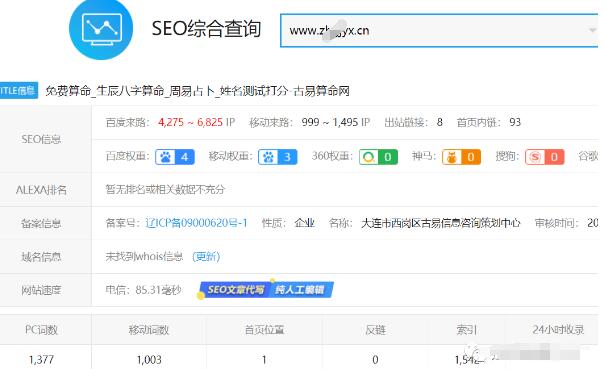 SEO综合查询
TITLE信息 免费算命_生辰八字算命_周易占卜_姓名测试打分-古易算命网
SEO信息
百度来路： 4,275 ~ 6,825 IP 移动来路： 999 ~ 1,495 IP 出站链接： 8 首页内链： 93
百度权重： 4 移动权重： 3 360权重： 0 神马： 0 搜狗： 0 谷歌
ALEXA排名 暂无排名或相关数据不充分
备案信息 备案号：辽ICP备09000620号-1 性质： 企业 名称： 大连市西岗区古易信息咨询策划中心 审核时间： 20
域名信息 未找到whois信息 (更新)
网站速度 电信：85.31毫秒 SEO文章代写 纯人工编辑
PC词数 移动词数 首页位置 反链 索引 24小时收录
1,377 1,003 1 0